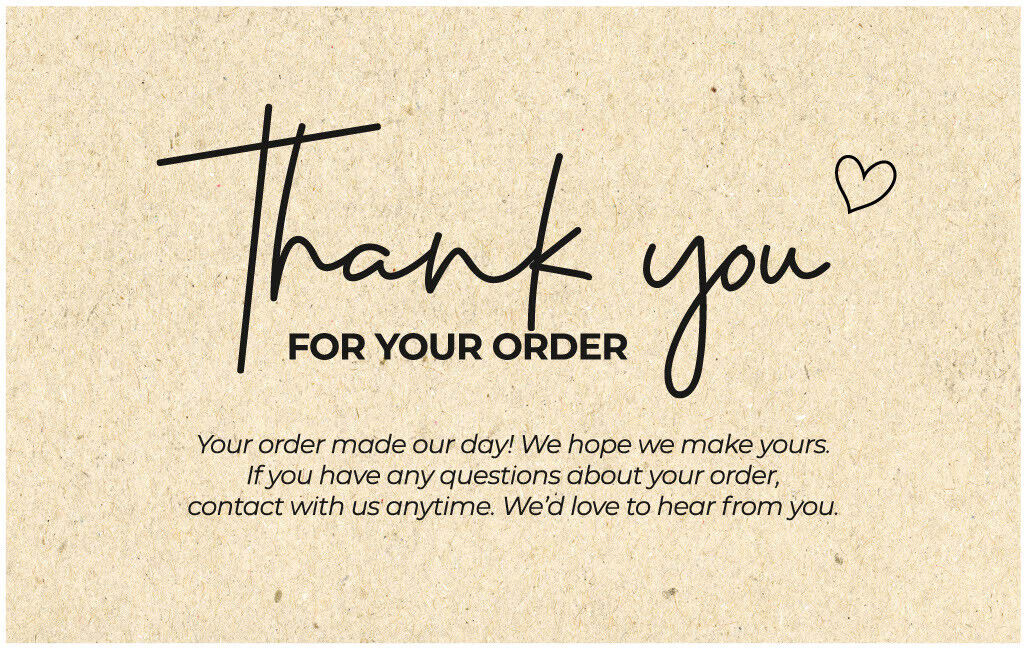 Thank you
FOR YOUR ORDER
Your order made our day! We hope we make yours.
If you have any questions about your order,
contact with us anytime. We'd love to hear from you.